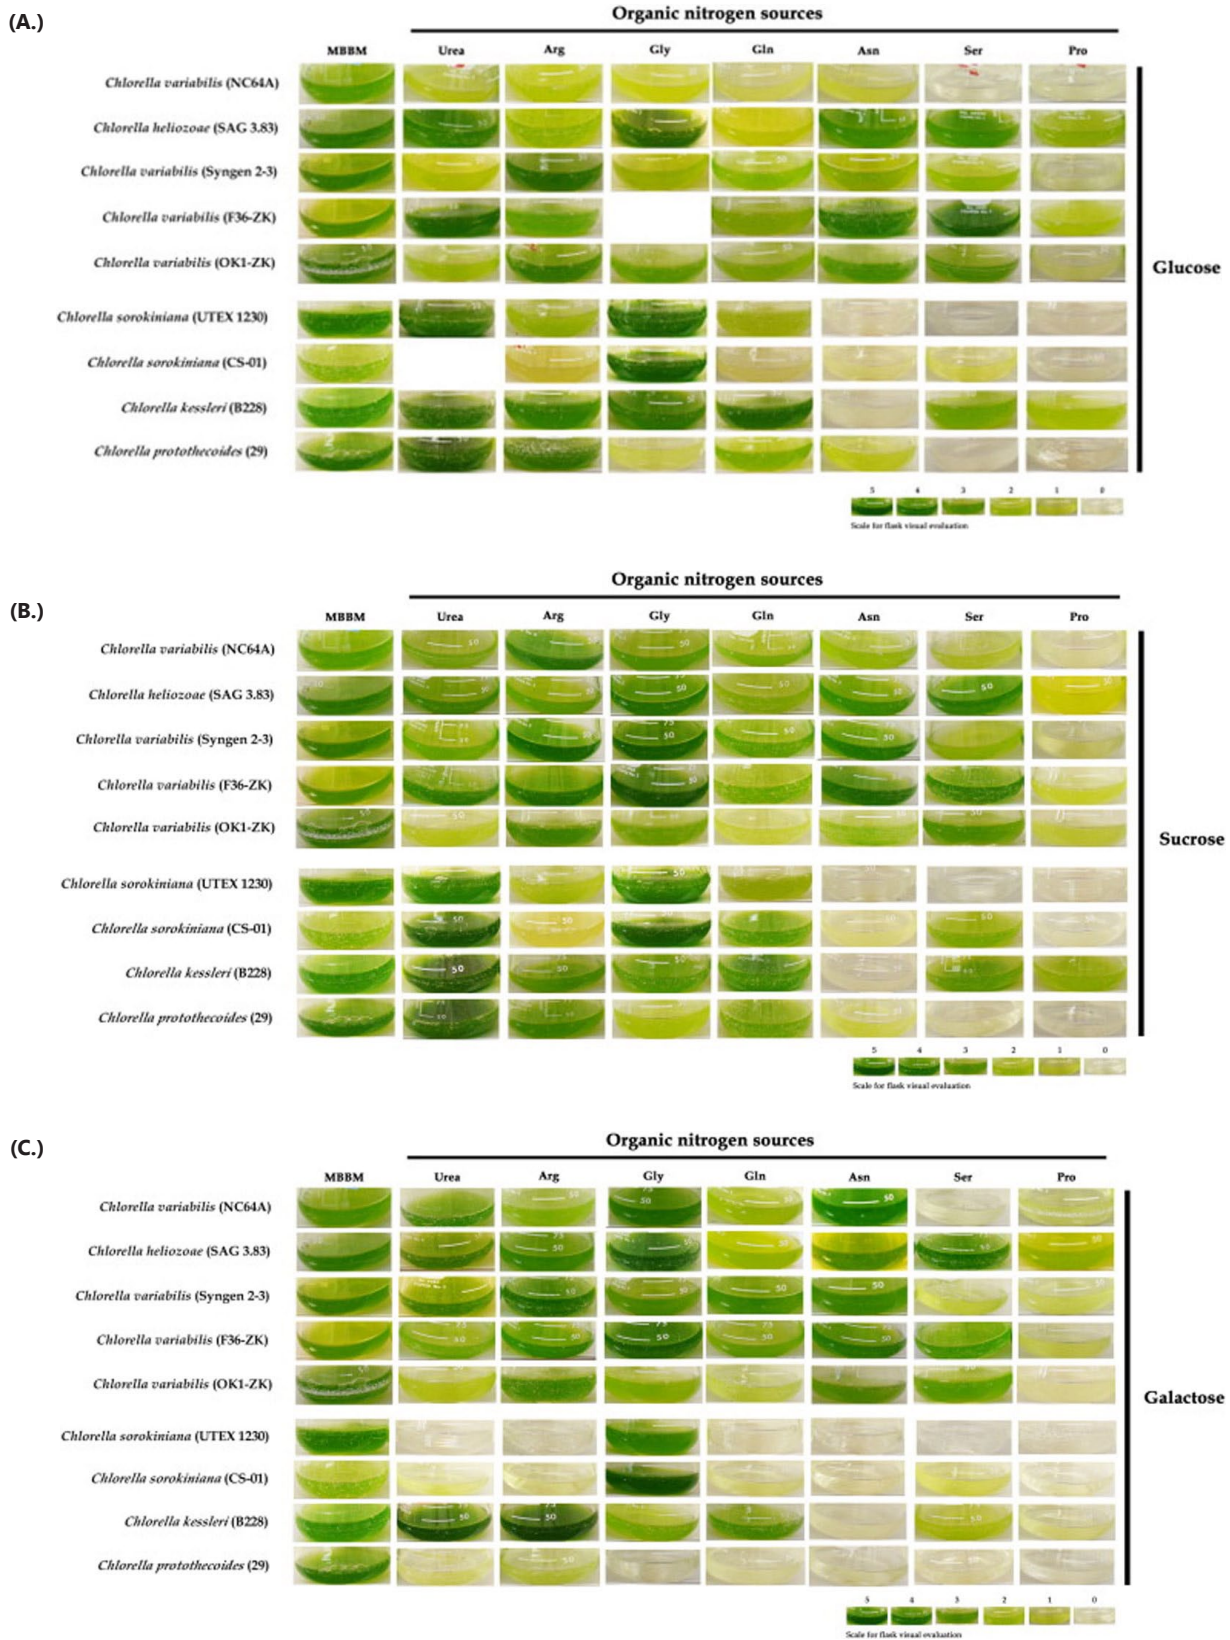 (A.)
Organic nitrogen sources
MBBM Urea Arg Gly Gln Asn Ser Pro
Chlorella variabilis (NC64A)
Chlorella heliozoae (SAG 3.83)
Chlorella variabilis (Syngen 2-3)
Chlorella variabilis (F36-ZK)
Chlorella variabilis (OK1-ZK)
Glucose
Chlorella sorokiniana (UTEX 1230)
Chlorella sorokiniana (CS-01)
Chlorella kessleri (B228)
Chlorella protothecoides (29)
5 4 3 2 1 0
Scale for flask visual evaluation
Organic nitrogen sources
(B.)
MBBM Urea Arg Gly Gln Asn Ser Pro
Chlorella variabilis (NC64A)
Chlorella heliozoae (SAG 3.83)
Chlorella variabilis (Syngen 2-3)
Chlorella variabilis (F36-ZK)
Chlorella variabilis (OK1-ZK)
Sucrose
Chlorella sorokiniana (UTEX 1230)
Chlorella sorokiniana (CS-01)
Chlorella kessleri (B228)
Chlorella protothecoides (29)
5 4 3 2 1 0
Scale for flask visual evaluation
(C.)
Organic nitrogen sources
MBBM Urea Arg Gly Gln Asn Ser Pro
Chlorella variabilis (NC64A)
Chlorella heliozoae (SAG 3.83)
Chlorella variabilis (Syngen 2-3)
Chlorella variabilis (F36-ZK)
Chlorella variabilis (OK1-ZK)
Galactose
Chlorella sorokiniana (UTEX 1230)
Chlorella sorokiniana (CS-01)
Chlorella kessleri (B228)
Chlorella protothecoides (29)
5 4 3 2 1 0
Scale for flask visual evaluation